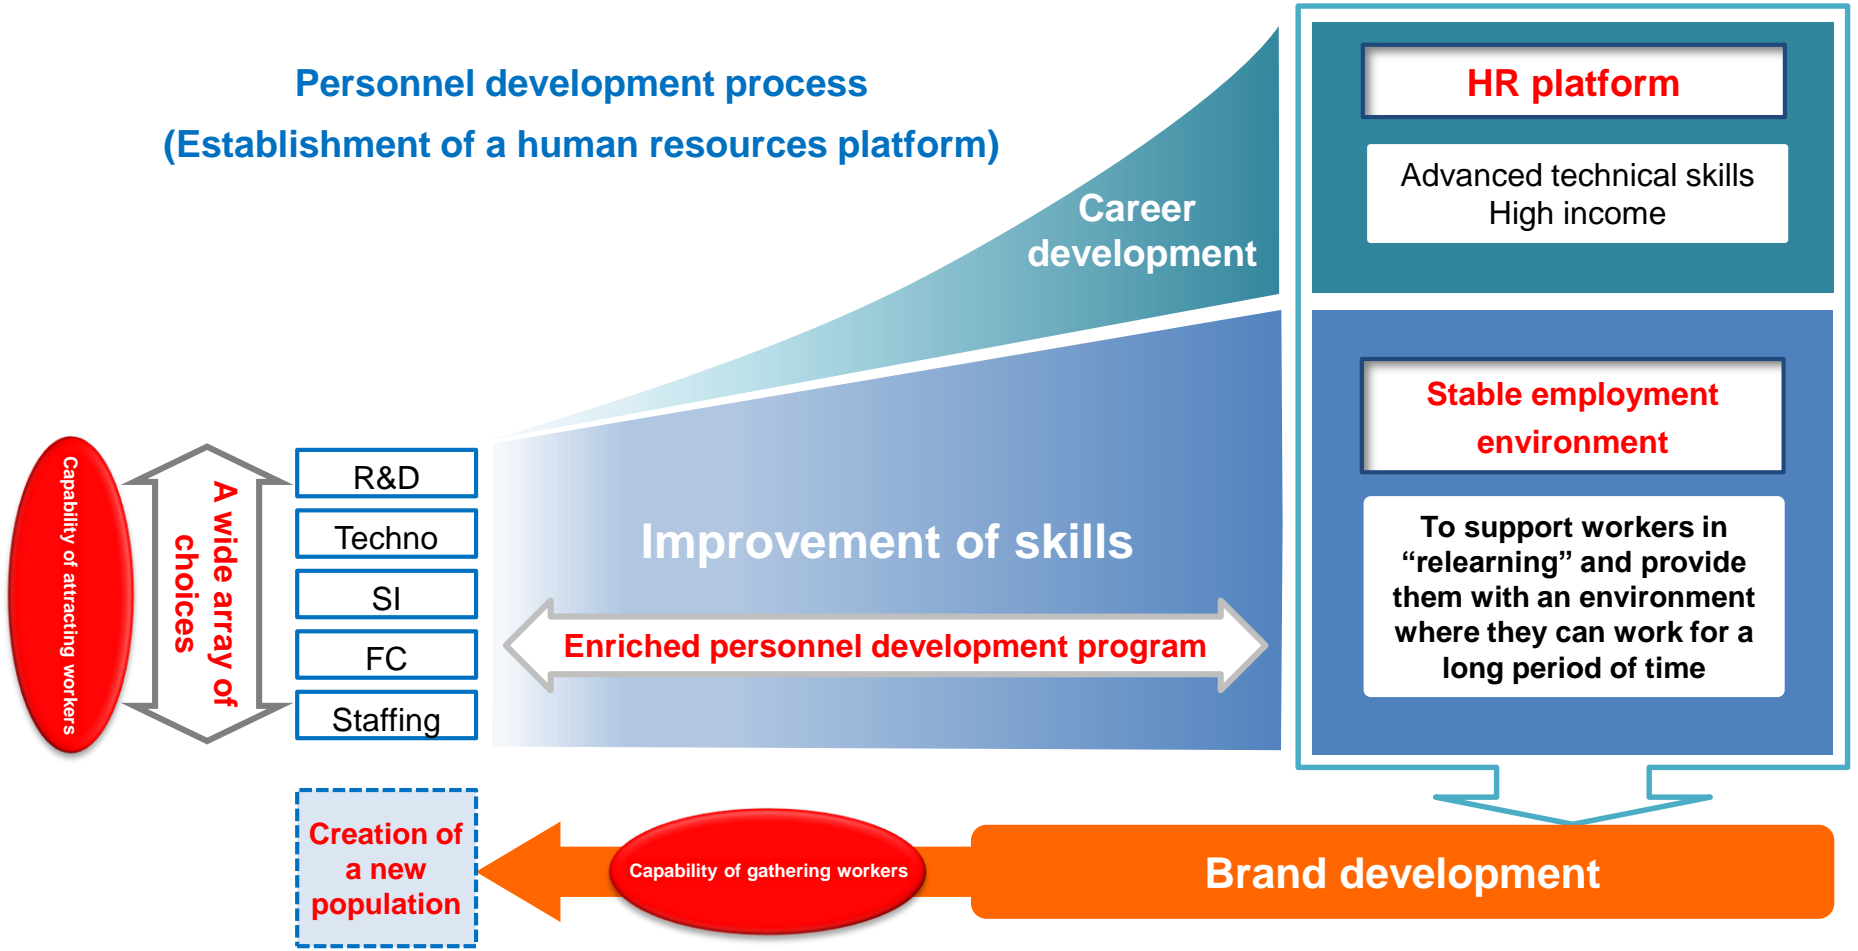 Personnel development process
(Establishment of a human resources platform)
HR platform
Advanced technical skills
High income
Career
development
Stable employment
environment
To support workers in
“relearning” and provide
them with an environment
where they can work for a
long period of time
Capability of attracting workers
A wide array of
choices
R&D
Techno
SI
FC
Staffing
Improvement of skills
Enriched personnel development program
Creation of
a new
population
Capability of gathering workers
Brand development